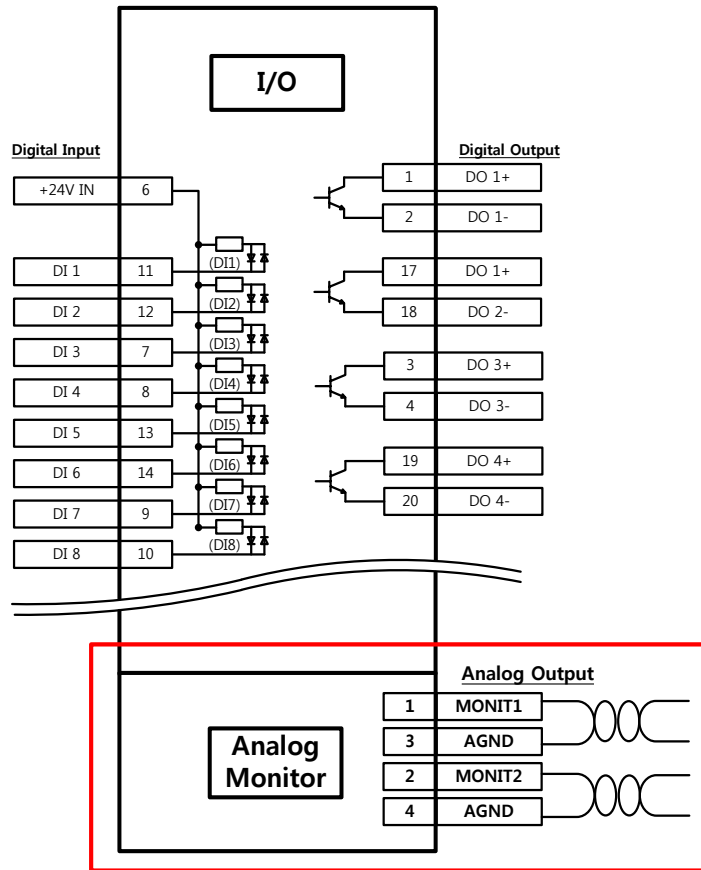 I/O
Digital Input
Digital Output
+24V IN 6
1 DO 1+
2 DO 1-
(DI1)
DI 1 11
17 DO 1+
(DI2)
DI 2 12
18 DO 2-
(DI3)
DI 3 7
3 DO 3+
(DI4)
DI 4 8
4 DO 3-
(DI5)
DI 5 13
19 DO 4+
(DI6)
DI 6 14
20 DO 4-
(DI7)
DI 7 9
(DI8)
DI 8 10
Analog Output
Analog
Monitor
1 MONIT1
3 AGND
2 MONIT2
4 AGND